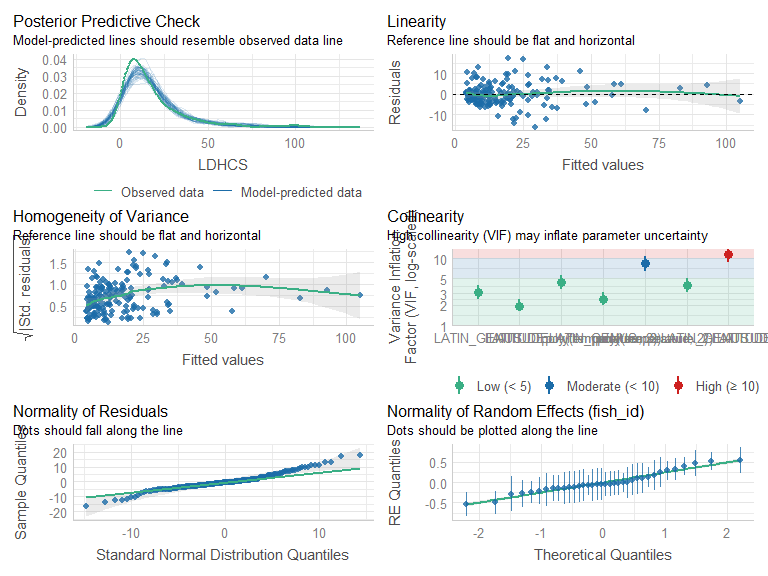 Posterior Predictive Check
Model-predicted lines should resemble observed data line
Density
0.04
0.03
0.02
0.01
0.00
0
50
100
LDHCS
Observed data
Model-predicted data
Linearity
Reference line should be flat and horizontal
Residuals
10
0
-10
0
25
50
75
100
Fitted values
Homogeneity of Variance
Reference line should be flat and horizontal
√|Std. residuals|
1.5
1.0
0.5
0
25
50
75
100
Fitted values
Collinearity
High collinearity (VIF) may inflate parameter uncertainty
Variance Inflation
Factor (VIF, log-scaled)
10
5
3
2
1
Low (< 5)
Moderate (< 10)
High (≥ 10)
Normality of Residuals
Dots should fall along the line
Sample Quantiles
20
10
0
-10
-20
-10
0
10
Standard Normal Distribution Quantiles
Normality of Random Effects (fish_id)
Dots should be plotted along the line
RE Quantiles
0.5
0.0
-0.5
-2
-1
0
1
2
Theoretical Quantiles